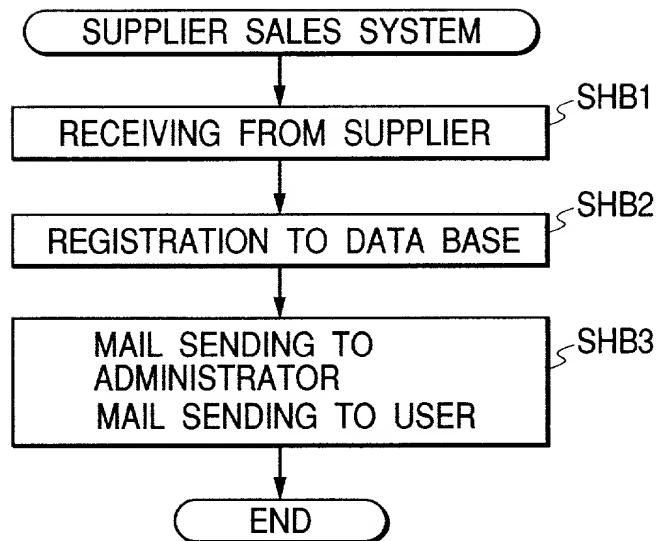 SUPPLIER SALES SYSTEM
SHB1
RECEIVING FROM SUPPLIER
SHB2
REGISTRATION TO DATA BASE
SHB3
MAIL SENDING TO
ADMINISTRATOR
MAIL SENDING TO USER
END